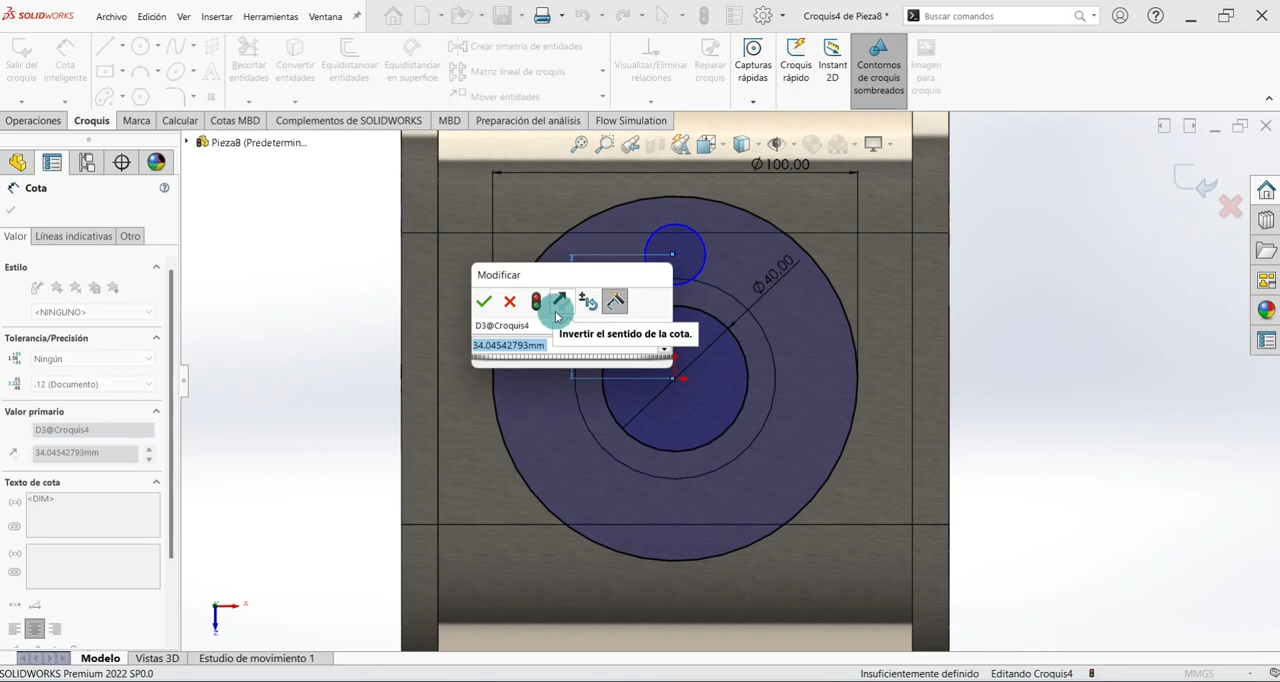 SOLIDWORKS
Archivo Edición Ver Insertar Herramientas Ventana
Croquis4 de Pieza8 *
Buscar comandos
Salir del croquis
Cota inteligente
Recortar entidades
Convertir entidades
Equidistanciar entidades
Equidistanciar en superficie
Crear simetría de entidades
Matriz lineal de croquis
Mover entidades
Visualizar/Eliminar relaciones
Reparar croquis
Capturas rápidas
Croquis rápido
Instant 2D
Contornos de croquis sombreados
Imagen para croquis
Operaciones Croquis Marca Calcular Cotas MBD Complementos de SOLIDWORKS MBD Preparación del análisis Flow Simulation
Pieza8 (Predetermin...
Cota
Valor Líneas indicativas Otro
Estilo
<NINGUNO>
Tolerancia/Precisión
Ningún
.12 (Documento)
Valor primario
D3@Croquis4
34.04542793mm
Texto de cota
<DIM>
Ø100,00
Ø40,00
Modificar
D3@Croquis4
Invertir el sentido de la cota.
34.04542793mm
X
Z
Modelo Vistas 3D Estudio de movimiento 1
SOLIDWORKS Premium 2022 SP0.0
Insuficientemente definido Editando Croquis4 MMGS